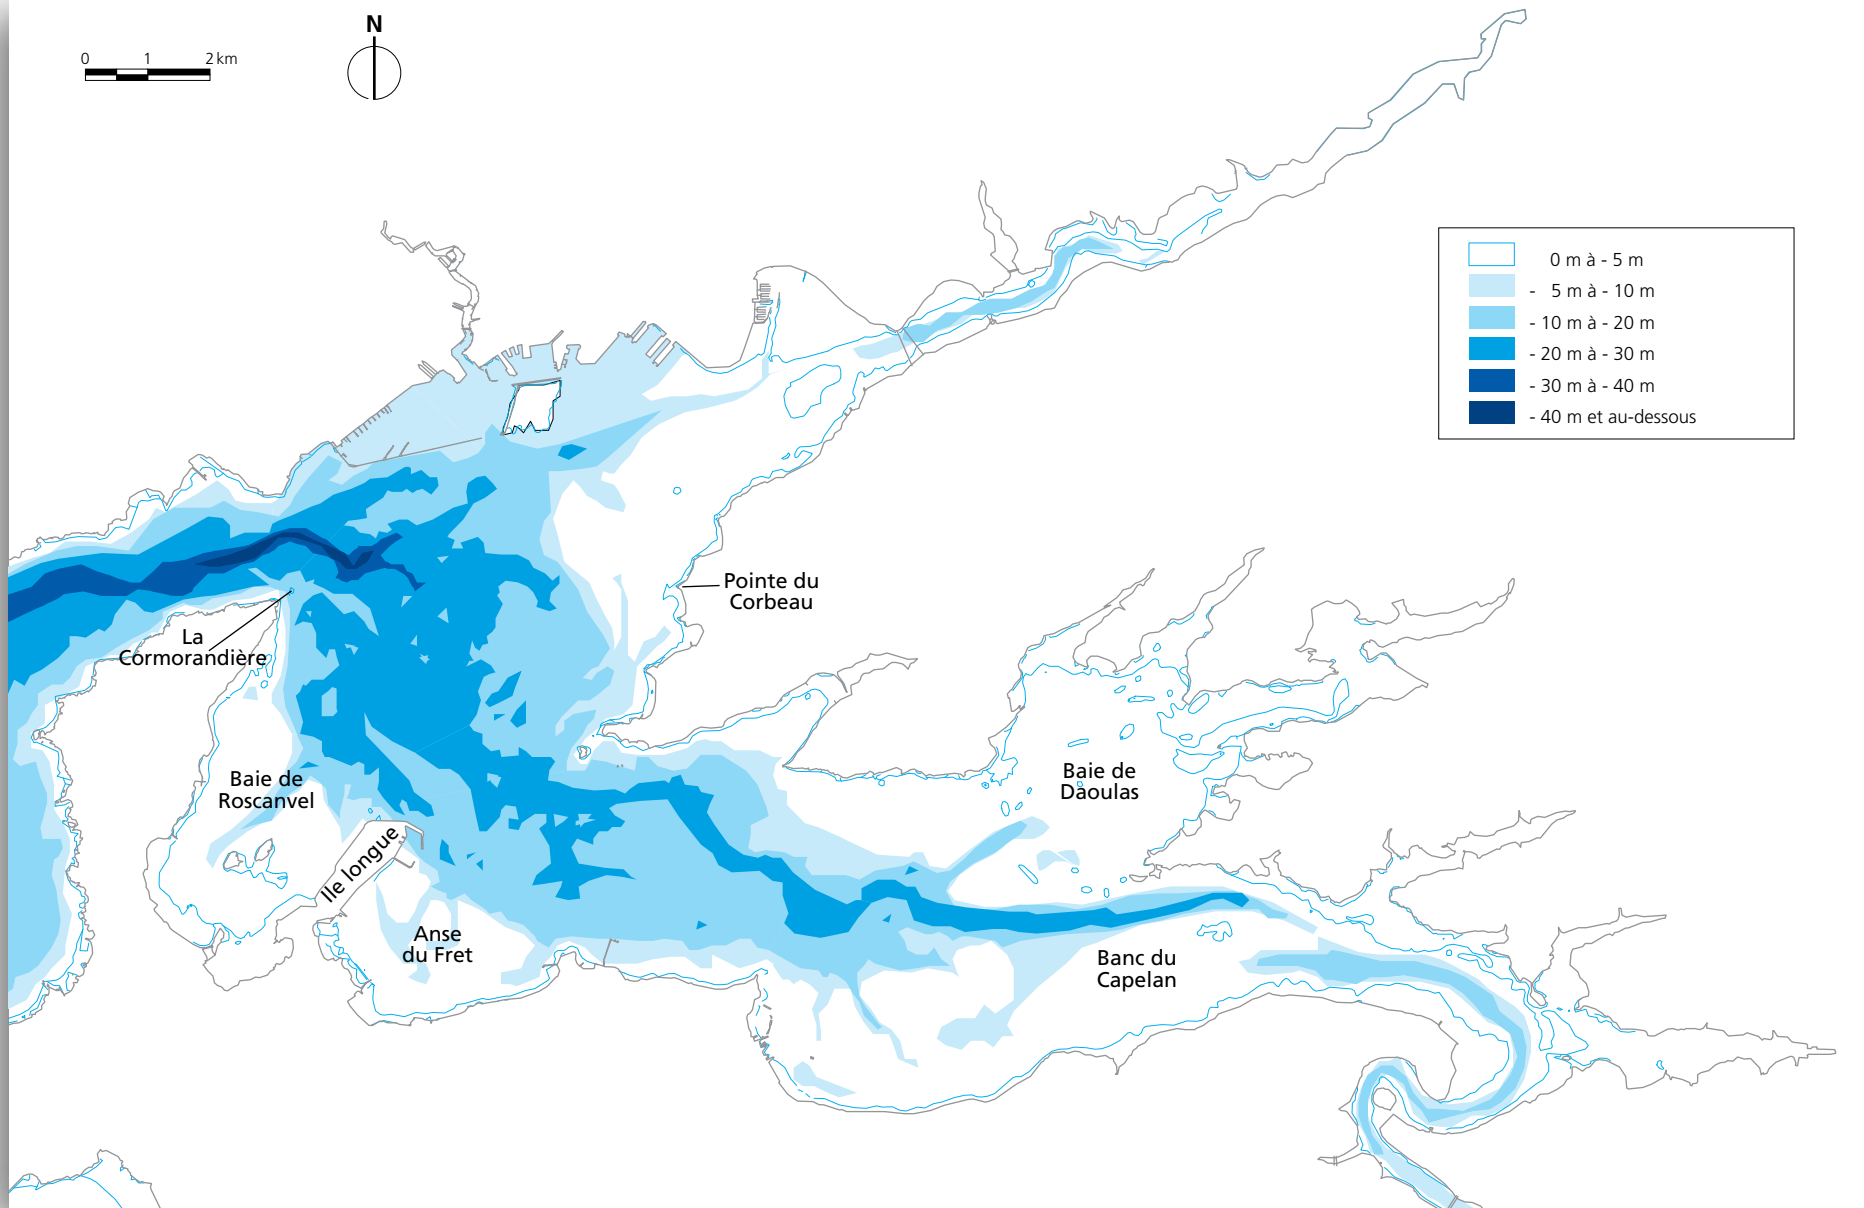 N
0 1 2 km
0 m à - 5 m
- 5 m à - 10 m
- 10 m à - 20 m
- 20 m à - 30 m
- 30 m à - 40 m
- 40 m et au-dessous
Pointe du
Corbeau
La
Cormorandière
Baie de
Roscanvel
Ile longue
Anse
du Fret
Baie de
Daoulas
Banc du
Capelan